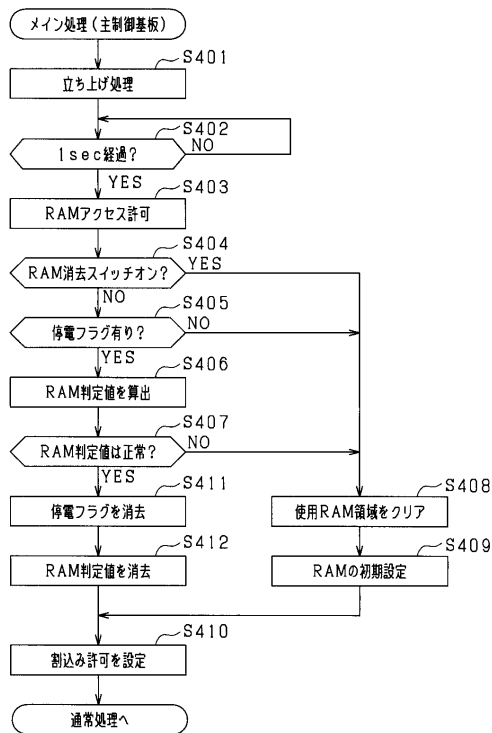 メイン処理(主制御基板)
S401
立ち上げ処理
S402
1sec経過?
NO
YES
S403
RAMアクセス許可
S404
RAM消去スイッチオン?
YES
NO
S405
停電フラグ有り?
NO
YES
S406
RAM判定値を算出
S407
RAM判定値は正常?
NO
YES
S411
停電フラグを消去
S408
使用RAM領域をクリア
S412
RAM判定値を消去
S409
RAMの初期設定
S410
割込み許可を設定
通常処理へ